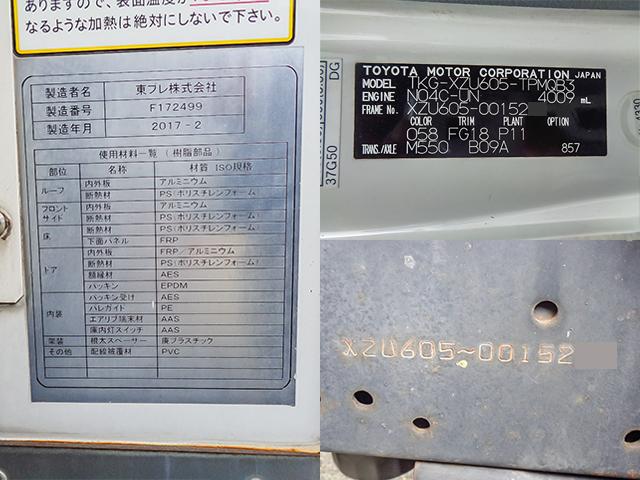 ありますので、表面温度が
なるような加熱は絶対にしないで下さい。
製造者名 東プレ株式会社
製造番号 F172499
製造年月 2017-2
使用材料一覧（樹脂部品）
部位 名称 材質 ISO規格
ルーフ 内外板 アルミニウム
断熱材 PS(ポリスチレンフォーム)
フロント サイド 内外板 アルミニウム
断熱材 PS(ポリスチレンフォーム)
床 断熱材 PS(ポリスチレンフォーム)
下面パネル FRP
ドア 内外板 FRP/アルミニウム
断熱材 PS(ポリスチレンフォーム)
額縁材 AES
パッキン EPDM
内装 パッキン受け AES
バレガイド PE
エアリブ端末材 AAS
庫内灯スイッチ AAS
架装 根太スペーサー 廃プラスチック
その他 配線被覆材 PVC
DG
37G50
TOYOTA MOTOR CORPORATION JAPAN
MODEL TKG-XZU605-TPMQB3
ENGINE N04C-UN 4009 mL
FRAME No. XZU605-00152
COLOR TRIM PLANT OPTION
058 FG18 P11
TRANS./AXLE M550 B09A 857
XZU605~00152